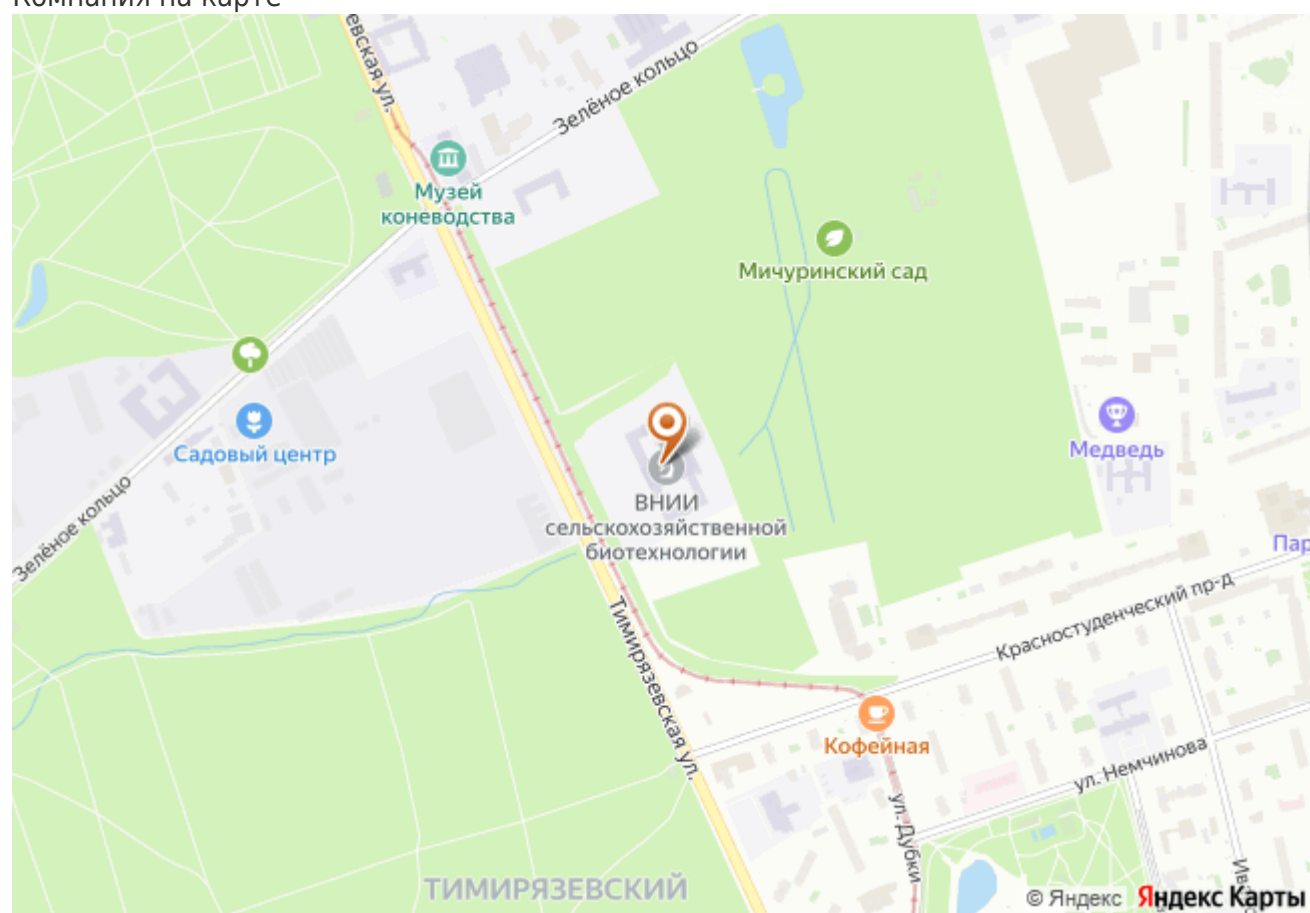 Компания на карте
евская ул.
Зелёное кольцо
Музей
коневодства
Мичуринский сад
Садовый центр
Медведь
Зелёное кольцо
ВНИИ
сельскохозяйственной
биотехнологии
Пар
Красностуденческий пр-д
Тимирязевская ул.
Кофейная
ул. Немчинова
ул. Дубки
ТИМИРЯЗЕВСКИЙ
© Яндекс Яндекс Карты